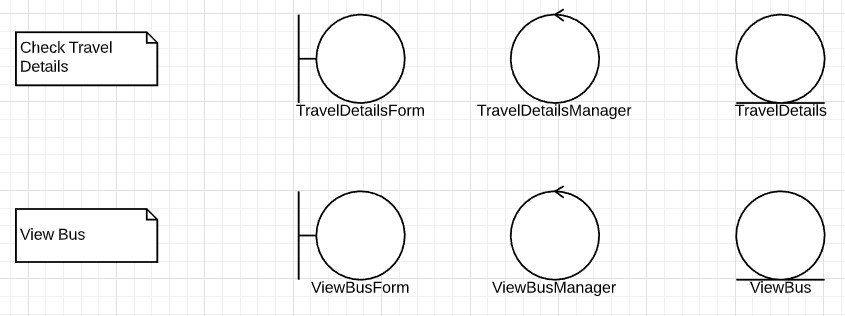 Check Travel
Details
TravelDetailsForm
TravelDetailsManager
TravelDetails
View Bus
ViewBusForm
ViewBusManager
ViewBus